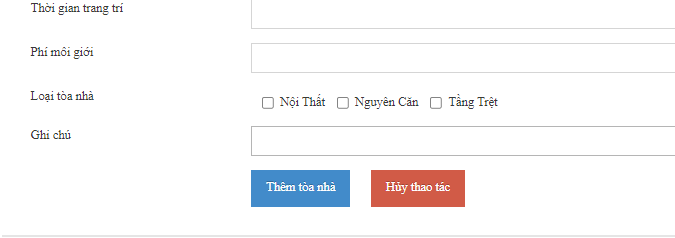 Thời gian trang trí
Phí môi giới
Loại tòa nhà
Nội Thất Nguyên Căn Tầng Trệt
Ghi chú
Thêm tòa nhà Hủy thao tác